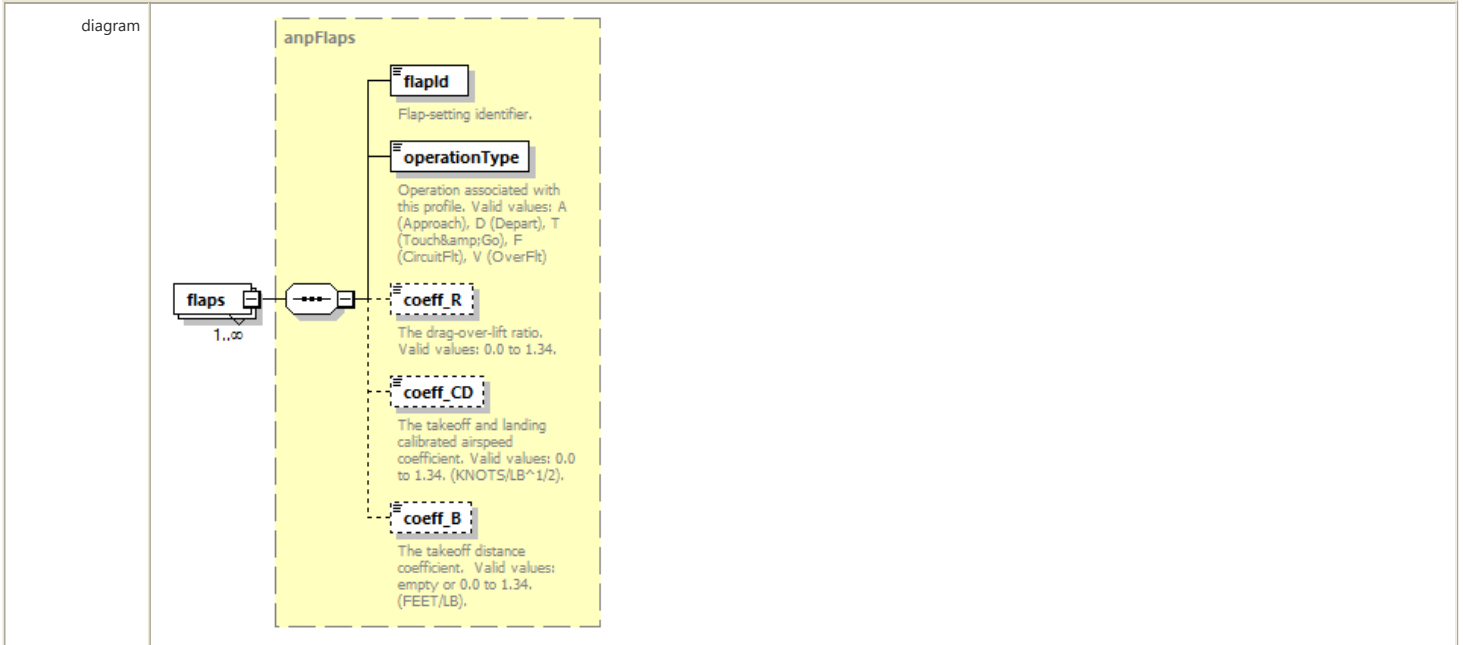 diagram
anpFlaps
flapId
Flap-setting identifier.
operationType
Operation associated with
this profile. Valid values: A
(Approach), D (Depart), T
(Touch&amp;Go), F
(CircuitFlt), V (OverFlt)
flaps
1..∞
coeff_R
The drag-over-lift ratio.
Valid values: 0.0 to 1.34.
coeff_CD
The takeoff and landing
calibrated airspeed
coefficient. Valid values: 0.0
to 1.34. (KNOTS/LB^1/2).
coeff_B
The takeoff distance
coefficient.  Valid values:
empty or 0.0 to 1.34.
(FEET/LB).